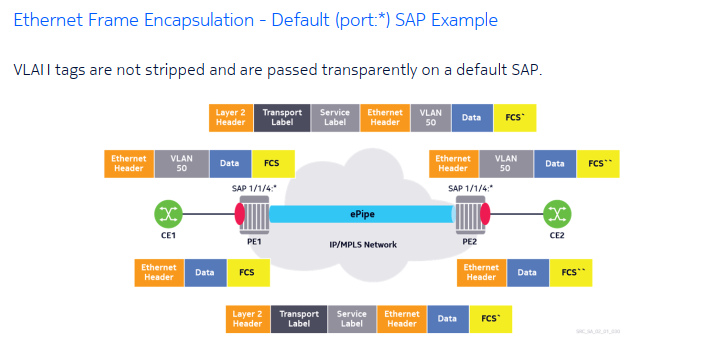 Ethernet Frame Encapsulation - Default (port:*) SAP Example
VLAN tags are not stripped and are passed transparently on a default SAP.
Layer 2 Header Transport Label Service Label Ethernet Header VLAN 50 Data FCS`
Ethernet Header VLAN 50 Data FCS
Ethernet Header VLAN 50 Data FCS``
SAP 1/1/4:*
SAP 1/1/4:*
ePipe
CE1
PE1
IP/MPLS Network
PE2
CE2
Ethernet Header Data FCS
Ethernet Header Data FCS``
Layer 2 Header Transport Label Service Label Ethernet Header Data FCS`